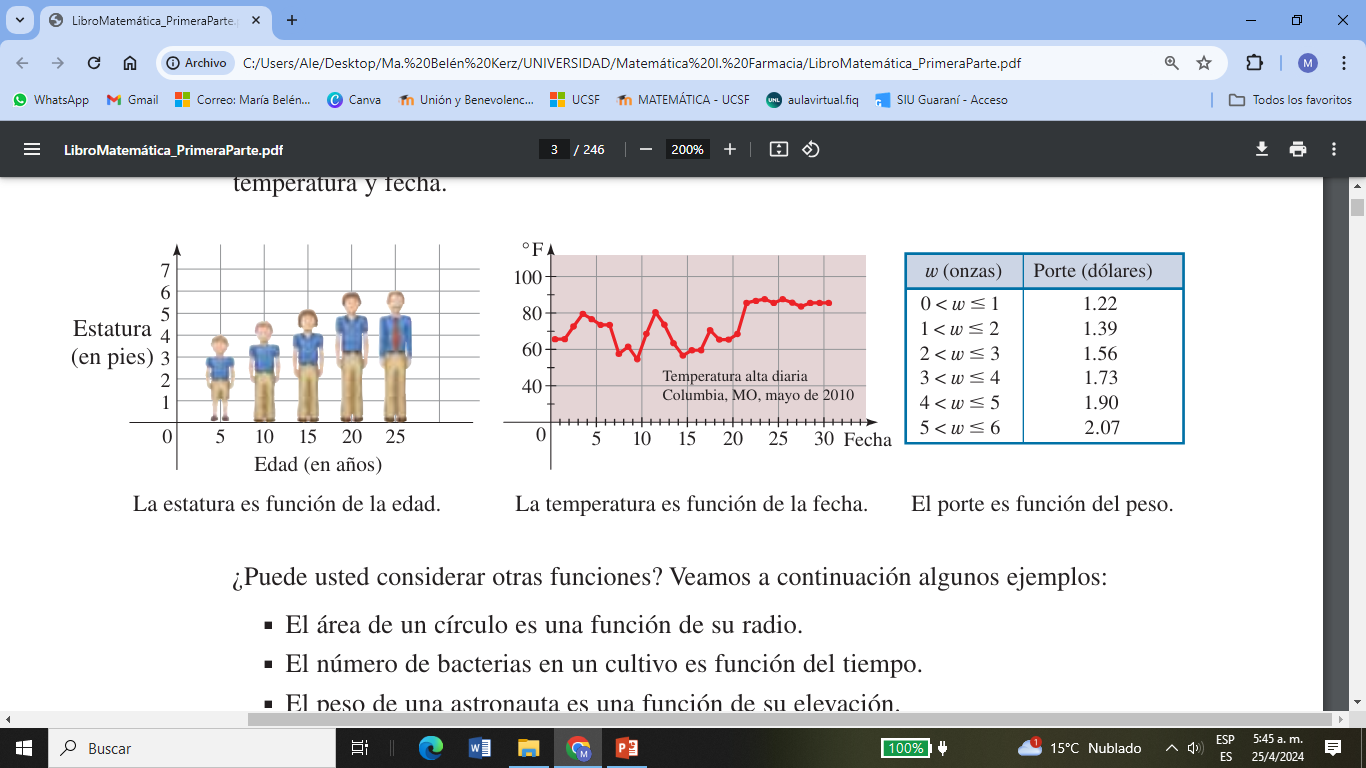 LibroMatemática_PrimeraParte.
Archivo
C:/Users/Ale/Desktop/Ma.%20Belén%20Kerz/UNIVERSIDAD/Matemática%20I.%20Farmacia/LibroMatemática_PrimeraParte.pdf
M
WhatsApp
Gmail
Correo: María Belén...
Canva
Unión y Benevolenc...
UCSF
MATEMÁTICA - UCSF
aulavirtual.fiq
SIU Guaraní - Acceso
Todos los favoritos
LibroMatemática_PrimeraParte.pdf
3 / 246
200%
temperatura y fecha.
Estatura
(en pies)
7
6
5
4
3
2
1
0
5 10 15 20 25
Edad (en años)
La estatura es función de la edad.
°F
100
80
60
40
0
Temperatura alta diaria
Columbia, MO, mayo de 2010
5 10 15 20 25 30 Fecha
La temperatura es función de la fecha.
w (onzas) Porte (dólares)
0 < w ≤ 1 1.22
1 < w ≤ 2 1.39
2 < w ≤ 3 1.56
3 < w ≤ 4 1.73
4 < w ≤ 5 1.90
5 < w ≤ 6 2.07
El porte es función del peso.
¿Puede usted considerar otras funciones? Veamos a continuación algunos ejemplos:
▪ El área de un círculo es una función de su radio.
▪ El número de bacterias en un cultivo es función del tiempo.
▪ El peso de una astronauta es una función de su elevación.
Buscar
100%
1
15°C Nublado
ESP
ES
5:45 a. m.
25/4/2024